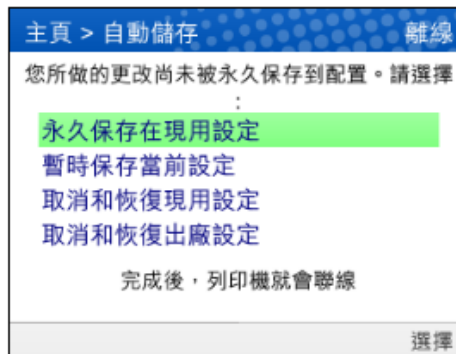 主頁 > 自動儲存 離線
您所做的更改尚未被永久保存到配置。請選擇
:
永久保存在現用設定
暫時保存當前設定
取消和恢復現用設定
取消和恢復出廠設定
完成後，列印機就會聯線
選擇